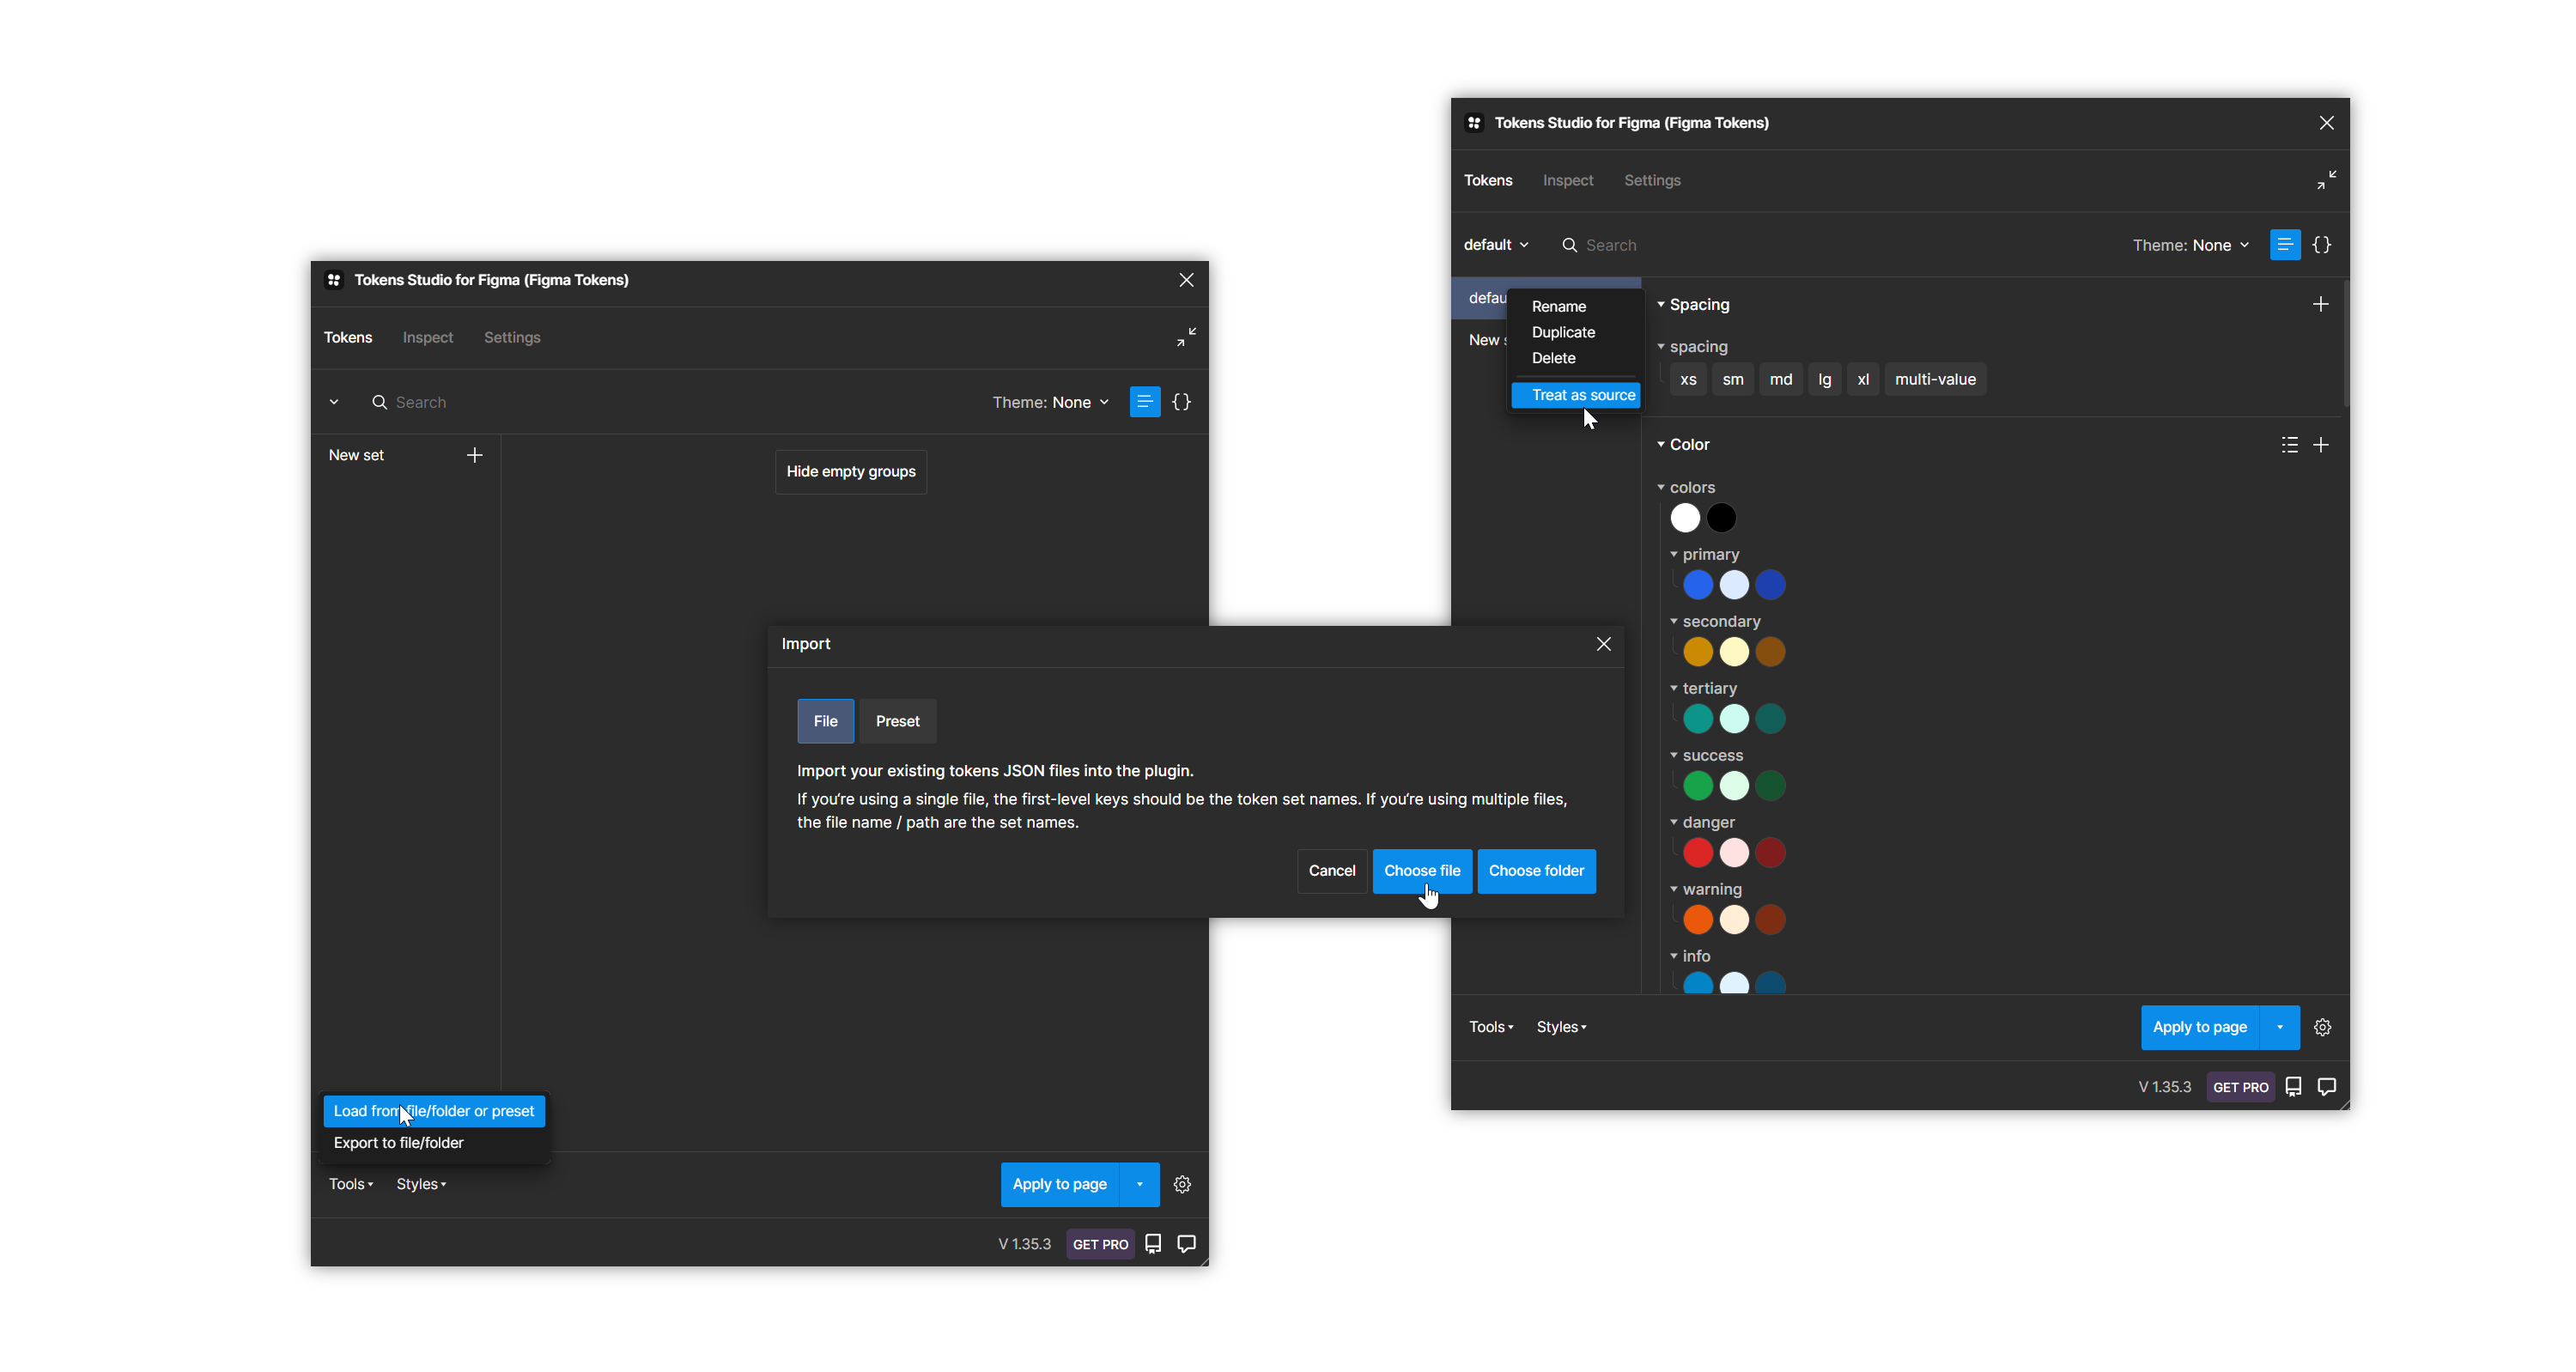 Tokens Studio for Figma (Figma Tokens)
Tokens Inspect Settings
Search Theme: None {}
New set
Hide empty groups
Load from file/folder or preset
Export to file/folder
Tools Styles Apply to page
V 1.35.3 GET PRO
Import
File Preset
Import your existing tokens JSON files into the plugin.
If you're using a single file, the first-level keys should be the token set names. If you're using multiple files,
the file name / path are the set names.
Cancel Choose file Choose folder
Tokens Studio for Figma (Figma Tokens)
Tokens Inspect Settings
default Search Theme: None {}
defau
New s
Rename
Duplicate
Delete
Treat as source
Spacing
spacing
xs sm md lg xl multi-value
Color
colors
primary
secondary
tertiary
success
danger
warning
info
Tools Styles Apply to page
V 1.35.3 GET PRO